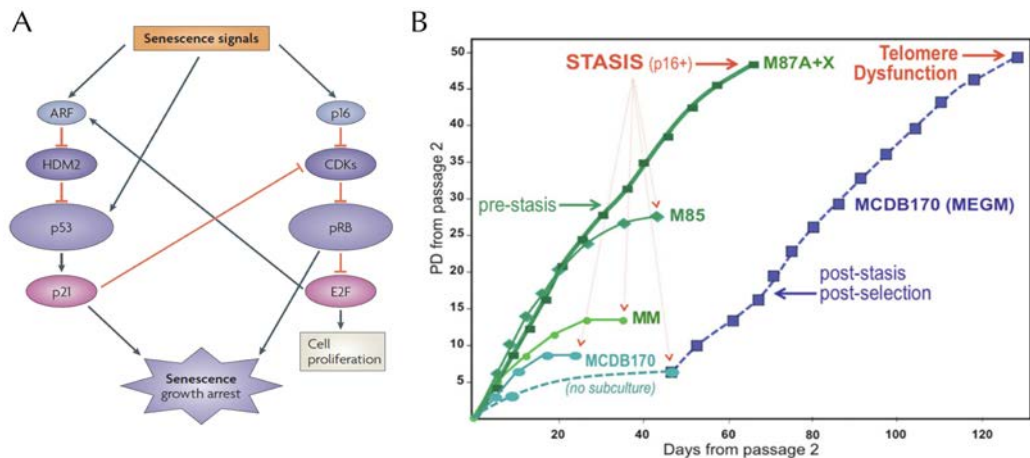 A
Senescence signals
ARF
p16
HDM2
CDKs
p53
pRB
p21
E2F
Cell
proliferation
Senescence
growth arrest
B
PD from passage 2
50
45
40
35
30
25
20
15
10
5
STASIS (p16+)
M87A+X
Telomere
Dysfunction
pre-stasis
M85
MCDB170 (MEGM)
post-stasis
post-selection
MM
MCDB170
(no subculture)
20
40
60
80
100
120
Days from passage 2